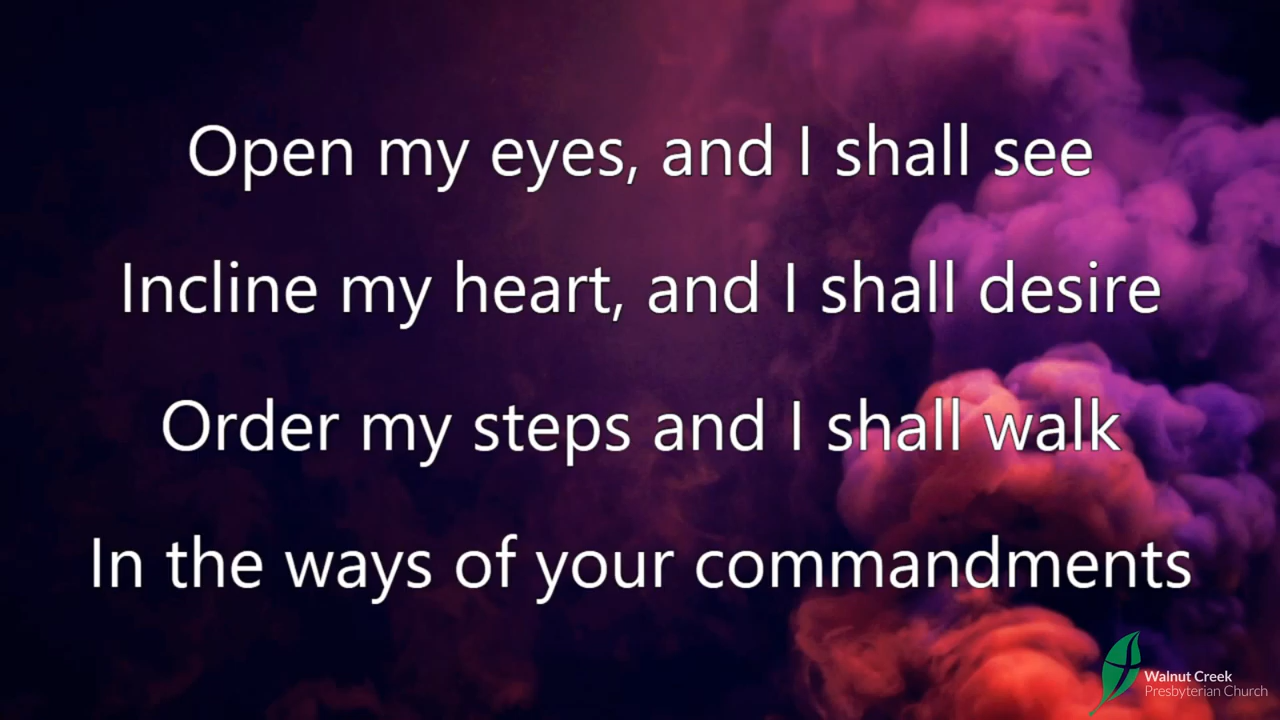 Open my eyes, and I shall see
Incline my heart, and I shall desire
Order my steps and I shall walk
In the ways of your commandments
Walnut Creek
Presbyterian Church